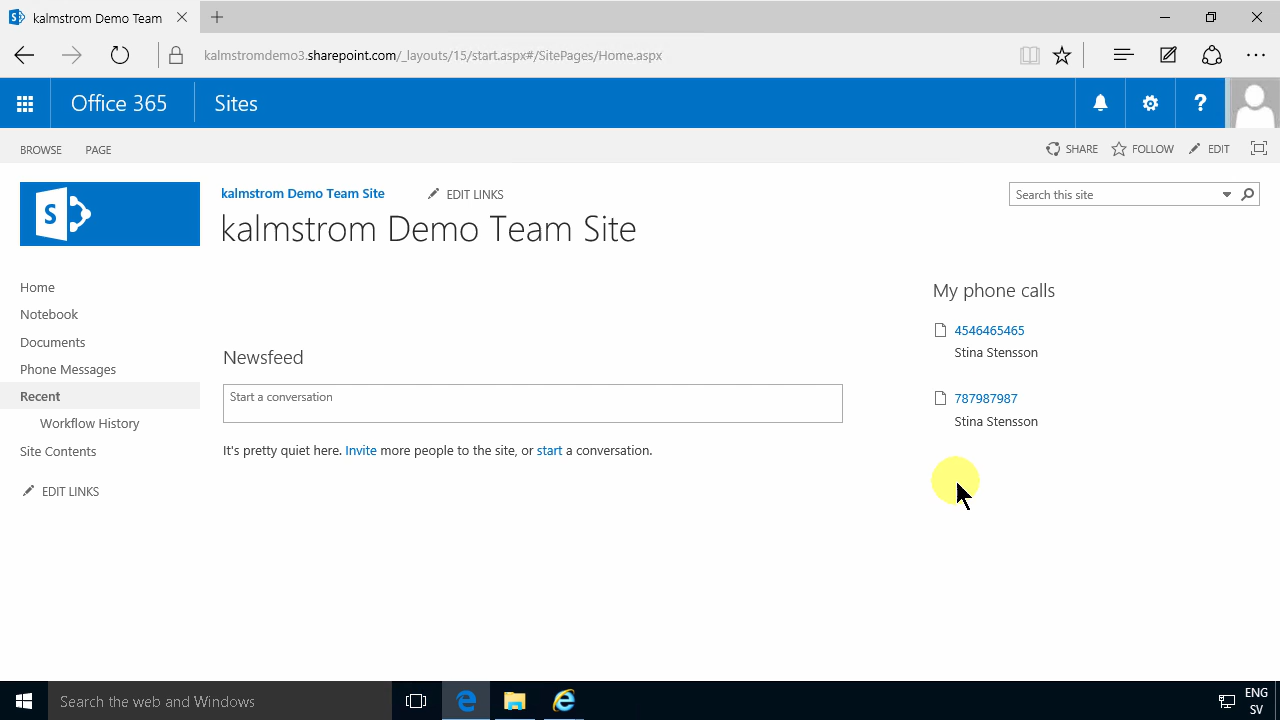 kalmstrom Demo Team
kalmstromdemo3.sharepoint.com/_layouts/15/start.aspx#/SitePages/Home.aspx
Office 365
Sites
?
BROWSE
PAGE
SHARE
FOLLOW
EDIT
S
kalmstrom Demo Team Site
EDIT LINKS
Search this site
kalmstrom Demo Team Site
Home
Notebook
Documents
Phone Messages
Recent
Workflow History
Site Contents
EDIT LINKS
Newsfeed
Start a conversation
It's pretty quiet here. Invite more people to the site, or start a conversation.
My phone calls
4546465465
Stina Stensson
787987987
Stina Stensson
Search the web and Windows
ENG
SV